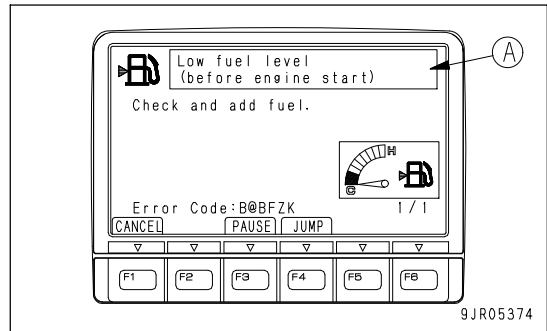 Low fuel level
(before engine start)
A
Check and add fuel.
H
C
Error Code:B@BFZK 1/1
CANCEL PAUSE JUMP
F1 F2 F3 F4 F5 F6
9JR05374